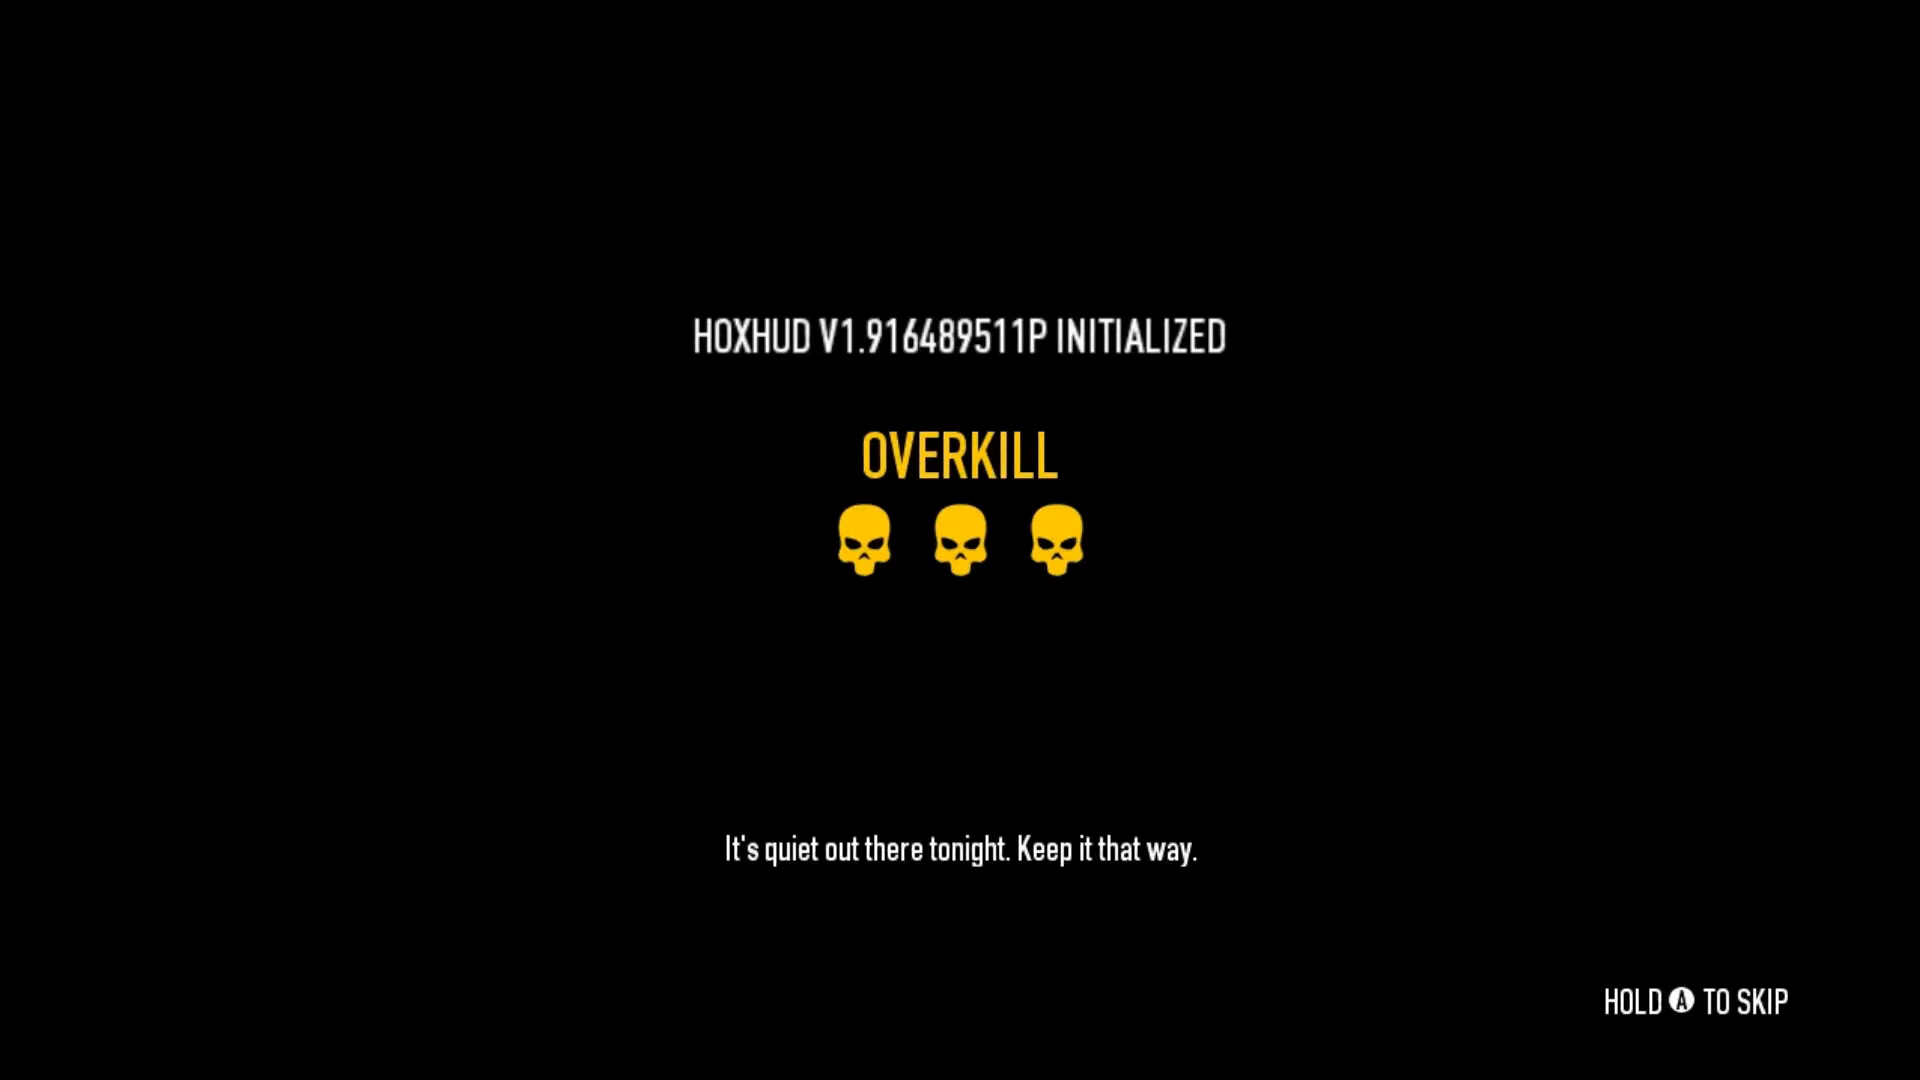 HOXHUD V1.916489511P INITIALIZED
OVERKILL
It's quiet out there tonight. Keep it that way.
HOLD A TO SKIP